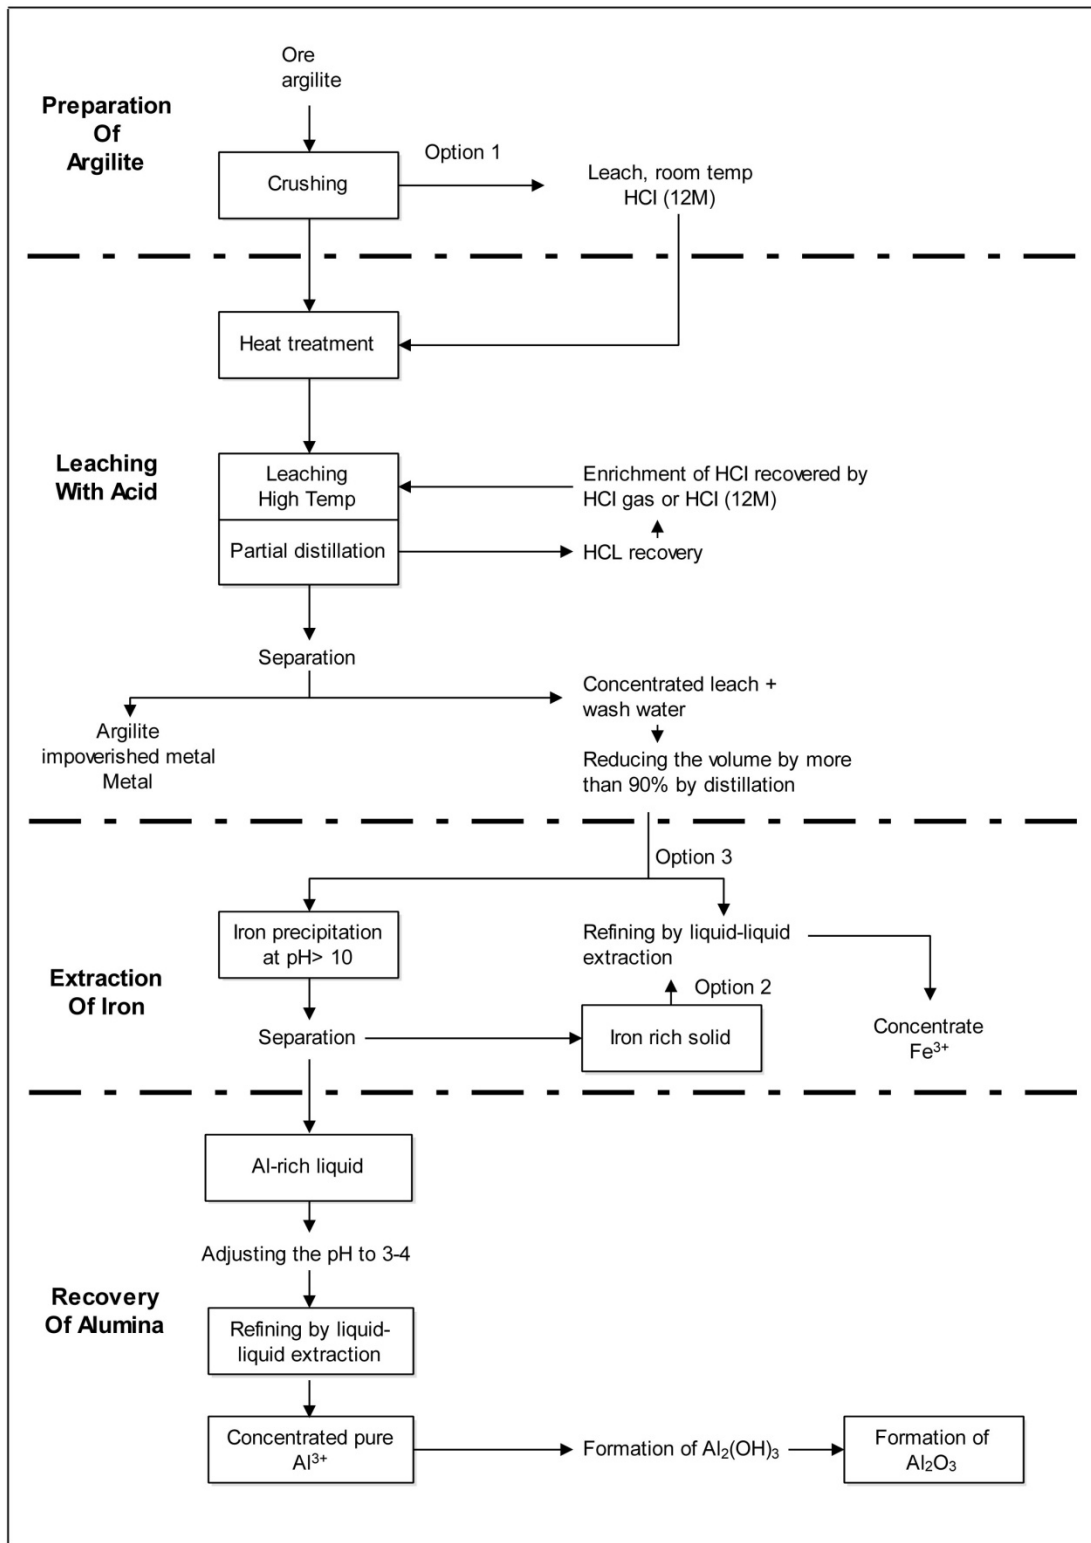 Ore
argilite
Preparation
Of
Argilite
Crushing
Option 1
Leach, room temp
HCl (12M)
Heat treatment
Leaching
With Acid
Leaching
High Temp
Enrichment of HCl recovered by
HCl gas or HCl (12M)
Partial distillation
HCL recovery
Separation
Concentrated leach +
wash water
Argilite
impoverished metal
Metal
Reducing the volume by more
than 90% by distillation
Option 3
Iron precipitation
at pH> 10
Refining by liquid-liquid
extraction
Extraction
Of Iron
Option 2
Separation
Iron rich solid
Concentrate
Fe³⁺
Al-rich liquid
Adjusting the pH to 3-4
Recovery
Of Alumina
Refining by liquid-
liquid extraction
Concentrated pure
Al³⁺
Formation of Al₂(OH)₃
Formation of
Al₂O₃